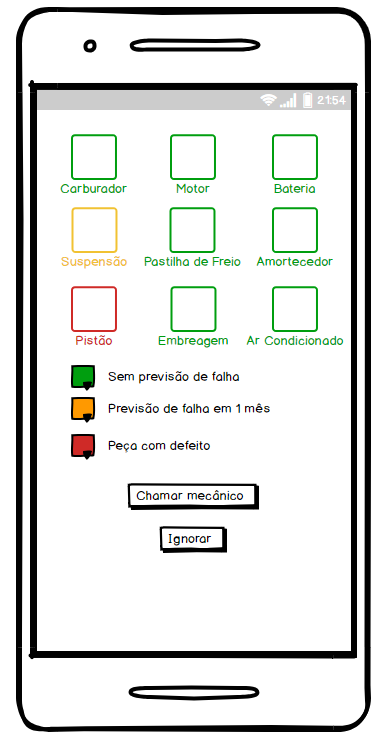 21:54
Carburador
Motor
Bateria
Suspensão
Pastilha de Freio
Amortecedor
Pistão
Embreagem
Ar Condicionado
Sem previsão de falha
Previsão de falha em 1 mês
Peça com defeito
Chamar mecânico
Ignorar